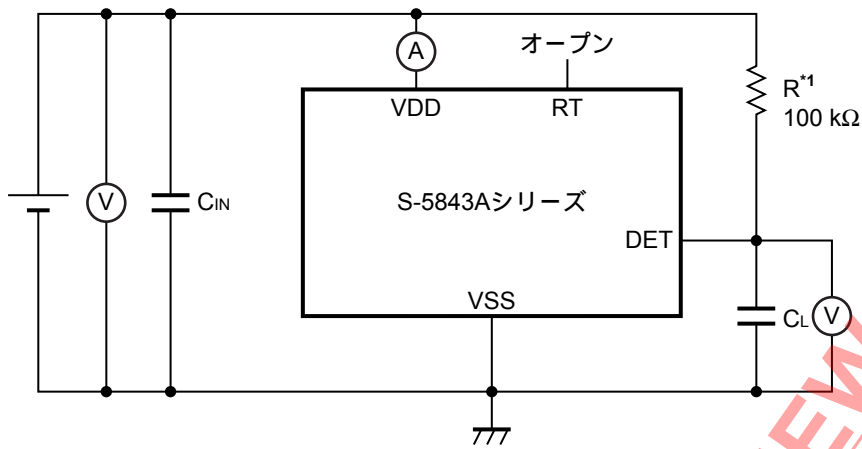 オープン
A
VDD
RT
R*1
100 kΩ
V
CIN
S-5843Aシリーズ
DET
VSS
CL
V